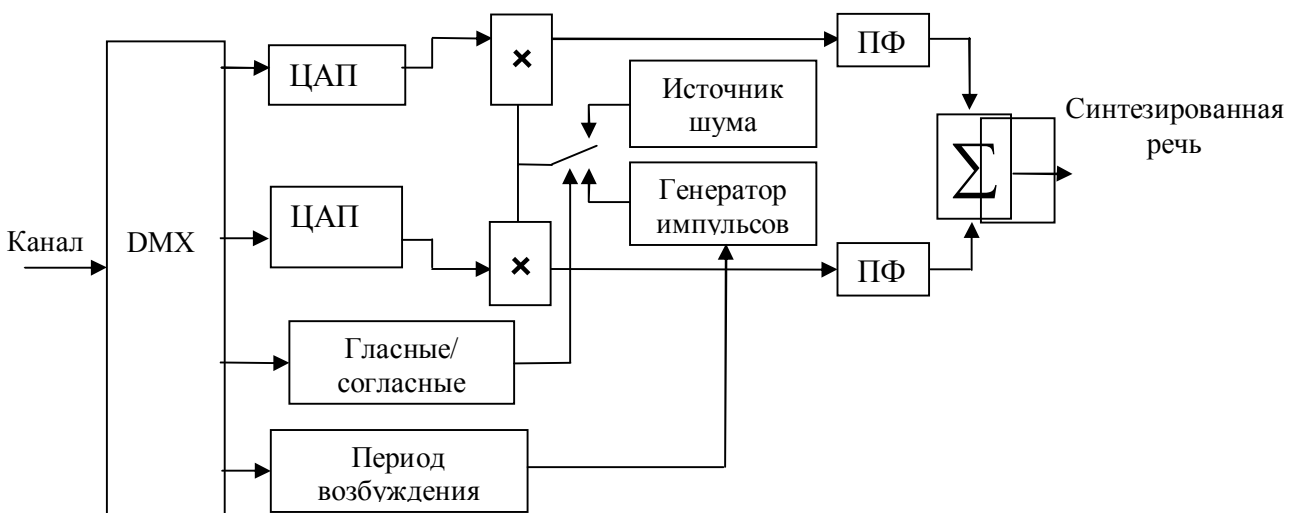 ЦАП
×
ПФ
Источник
шума
Синтезированная
речь
Σ
ЦАП
Генератор
импульсов
Канал
DMX
×
ПФ
Гласные/
согласные
Период
возбуждения